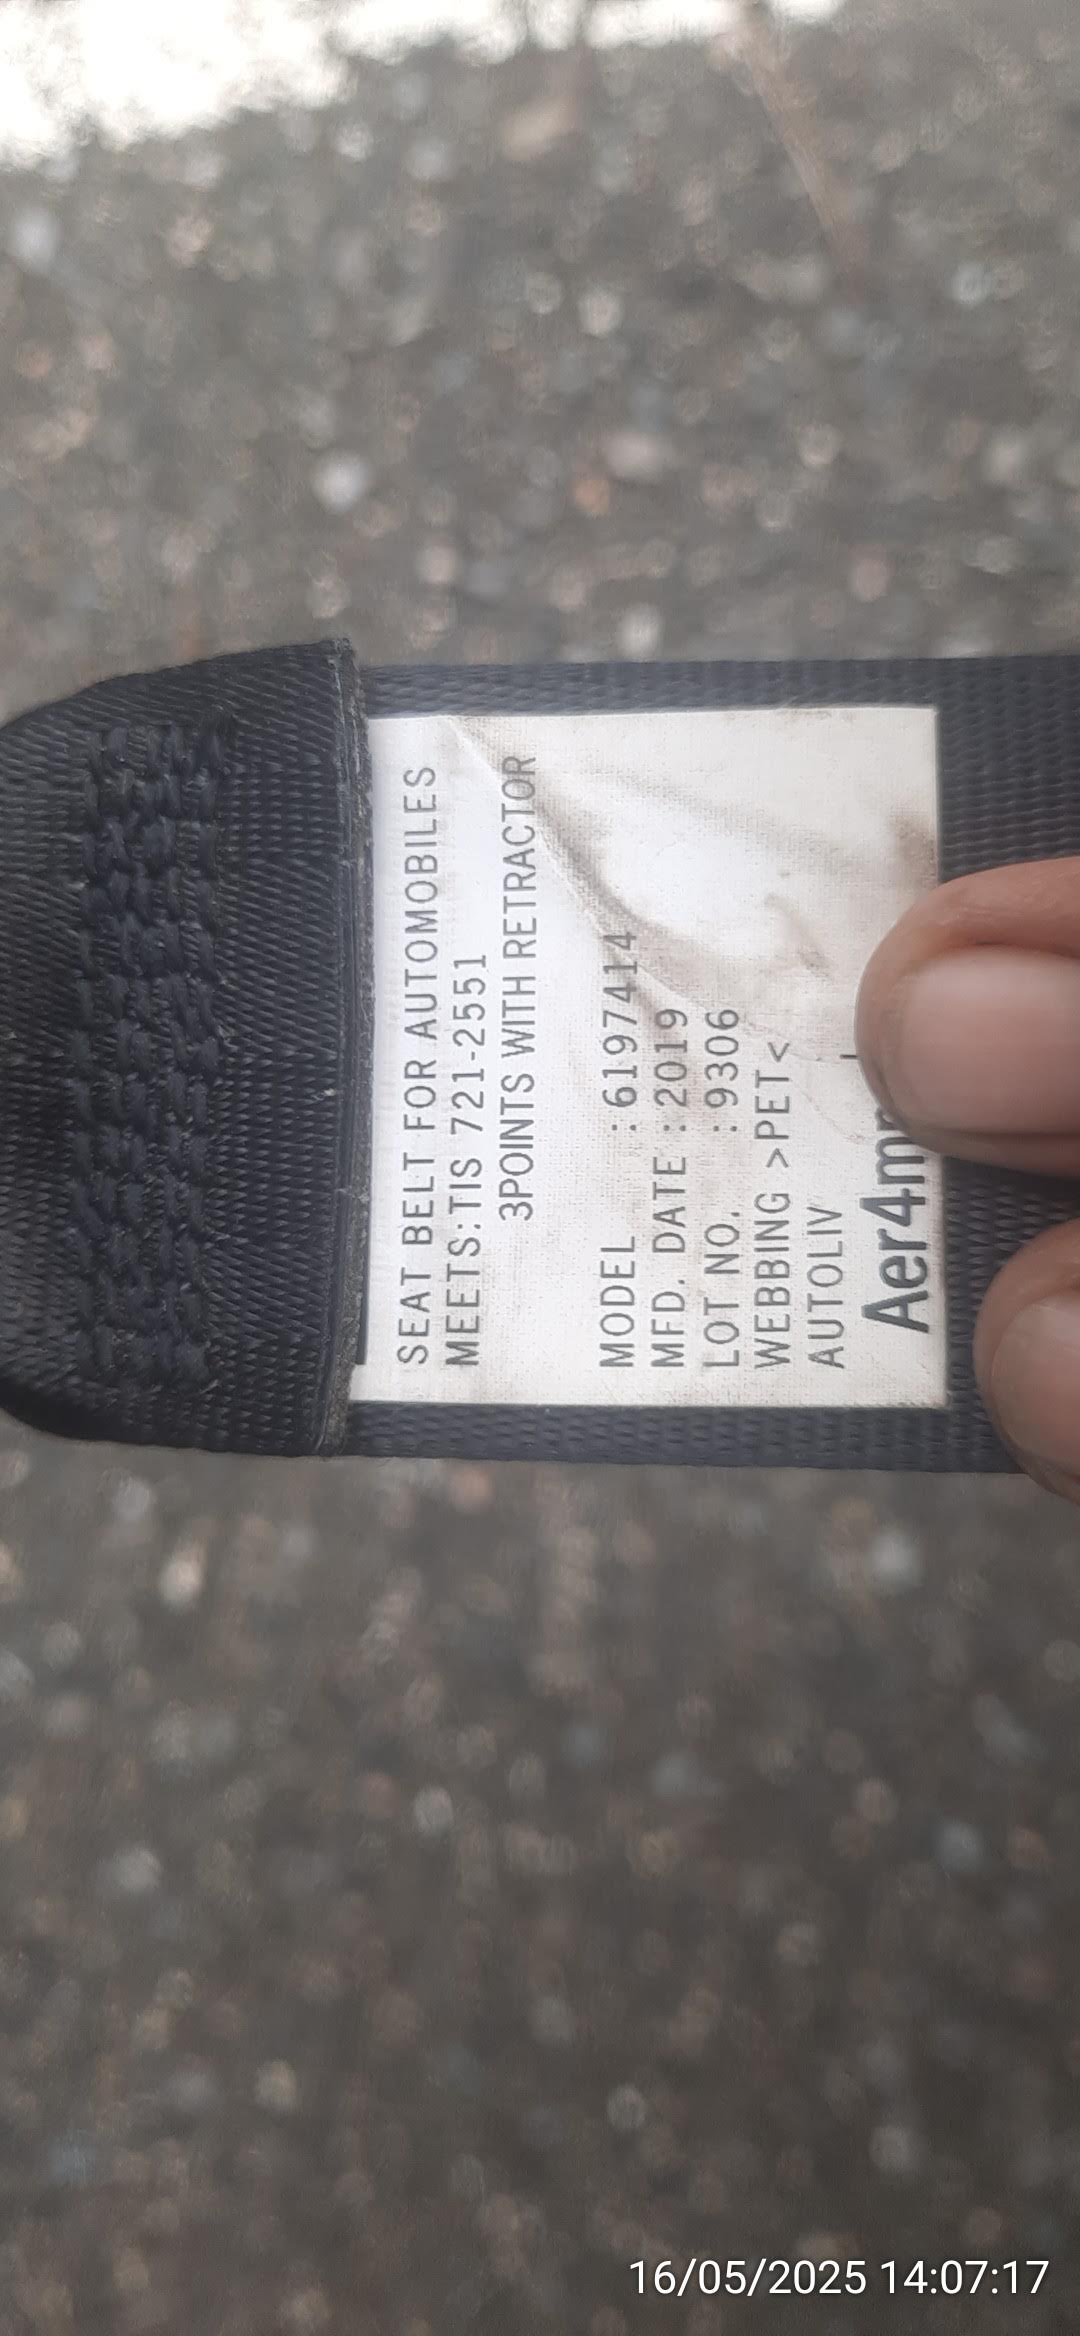 SEAT BELT FOR AUTOMOBILES
MEETS:TIS 721-2551
3POINTS WITH RETRACTOR
MODEL : 6197414
MFD. DATE : 2019
LOT NO. : 9306
WEBBING >PET<
AUTOLIV
16/05/2025 14:07:17